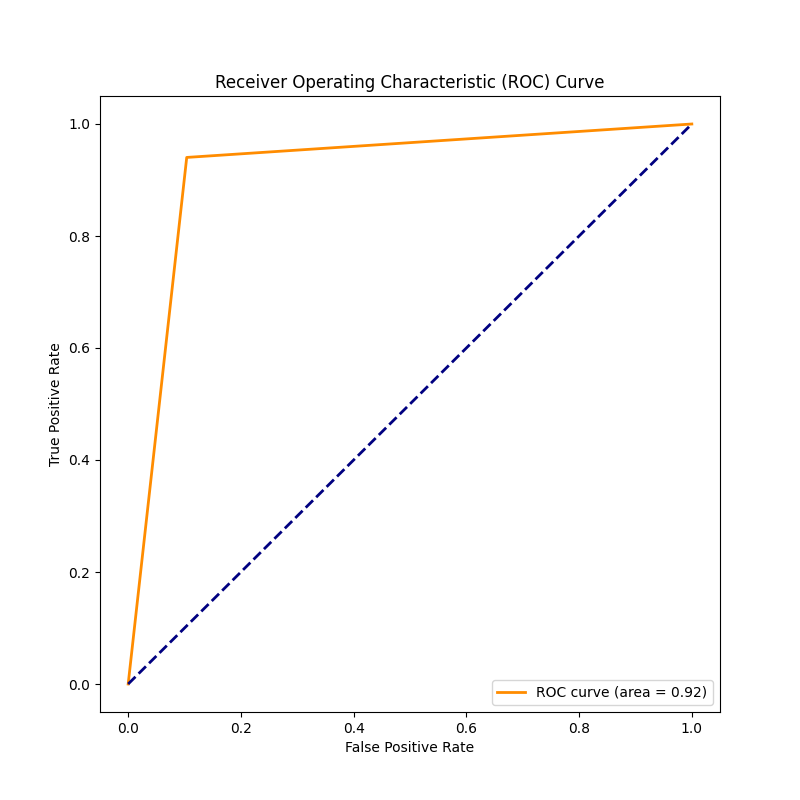 Receiver Operating Characteristic (ROC) Curve
1.0
0.8
0.6
0.4
0.2
0.0
True Positive Rate
ROC curve (area = 0.92)
0.0 0.2 0.4 0.6 0.8 1.0
False Positive Rate